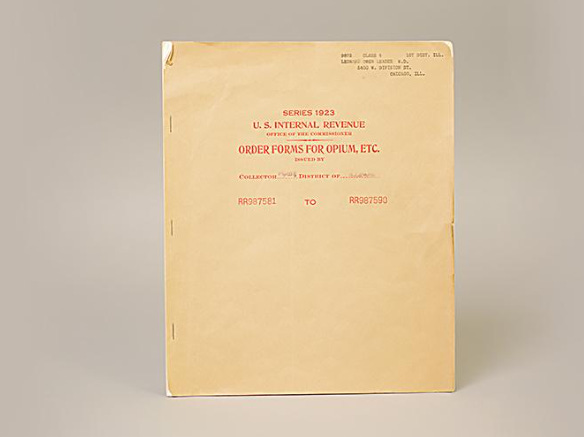 CLASS 4 1ST DIST. ILL.
M.D.
2400 W. DIVISION ST.
CHICAGO, ILL.
SERIES 1923
U. S. INTERNAL REVENUE
OFFICE OF THE COMMISSIONER
ORDER FORMS FOR OPIUM, ETC.
ISSUED BY
COLLECTOR DISTRICT OF
RR987581 TO RR987590